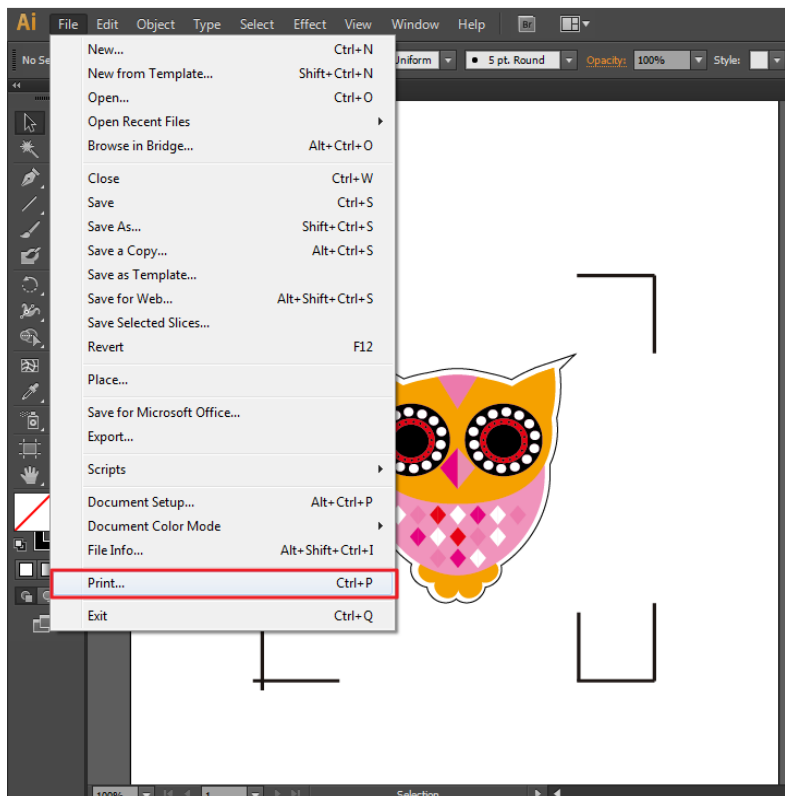 Ai File Edit Object Type Select Effect View Window Help Br
No Se
Uniform 5 pt. Round Opacity: 100% Style:
New... Ctrl+N
New from Template... Shift+Ctrl+N
Open... Ctrl+O
Open Recent Files
Browse in Bridge... Alt+Ctrl+O
Close Ctrl+W
Save Ctrl+S
Save As... Shift+Ctrl+S
Save a Copy... Alt+Ctrl+S
Save as Template...
Save for Web... Alt+Shift+Ctrl+S
Save Selected Slices...
Revert F12
Place...
Save for Microsoft Office...
Export...
Scripts
Document Setup... Alt+Ctrl+P
Document Color Mode
File Info... Alt+Shift+Ctrl+I
Print... Ctrl+P
Exit Ctrl+Q
100% 1 Selection